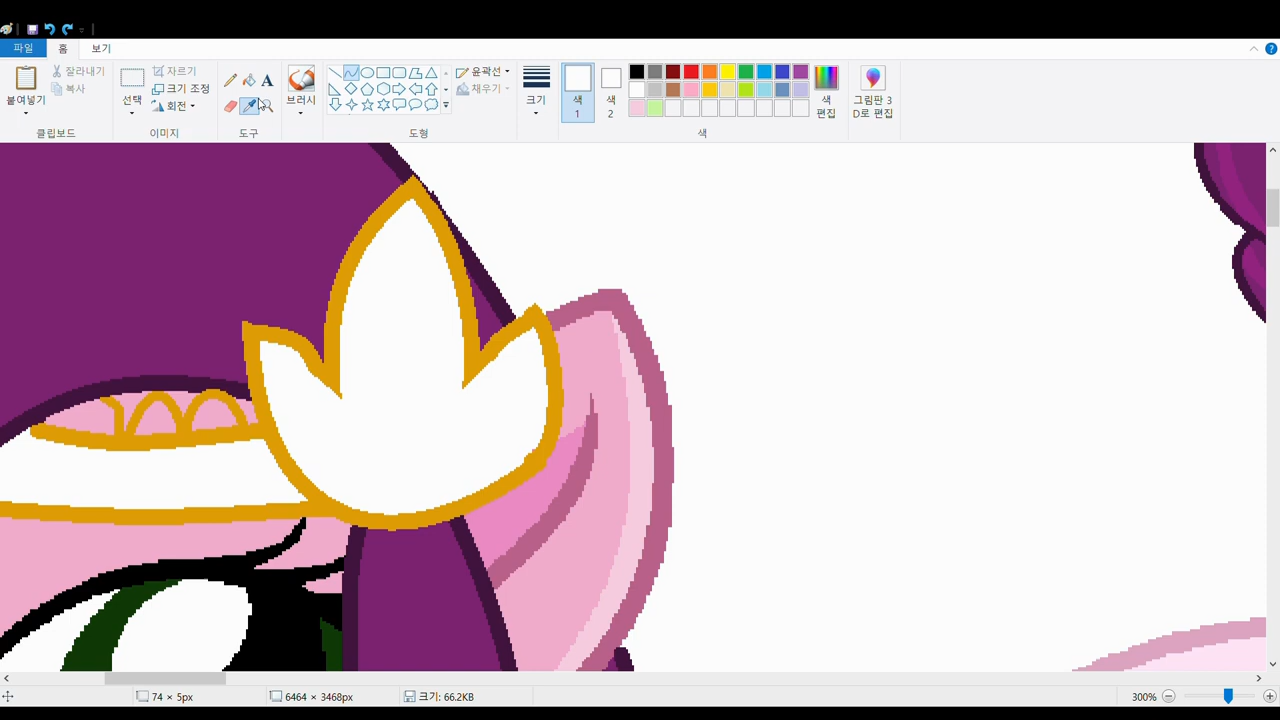 파일 홈 보기
붙여넣기 잘라내기 복사 클립보드
선택 자르기 크기 조정 회전 이미지
A 도구
브러시
윤곽선 채우기 도형
크기
색 1
색 2
색
색 편집
그림판 3D로 편집
74 × 5px 6464 × 3468px 크기: 66.2KB 300%